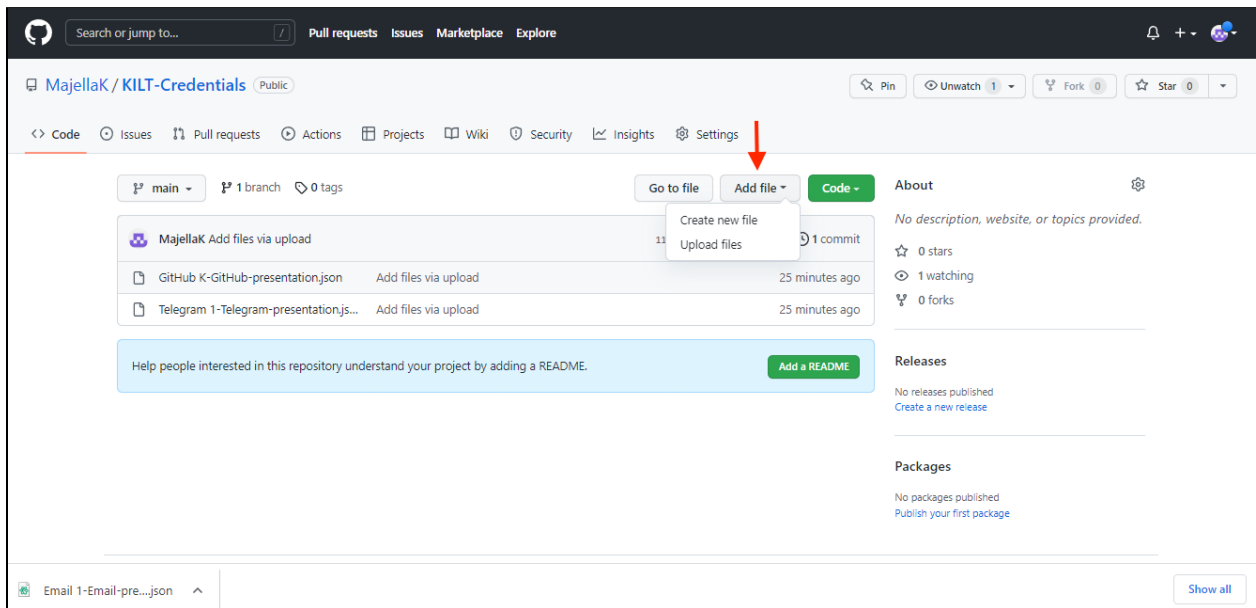 Search or jump to... /
Pull requests Issues Marketplace Explore
MajellaK / KILT-Credentials Public
Pin Unwatch 1 Fork 0 Star 0
Code Issues Pull requests Actions Projects Wiki Security Insights Settings
main 1 branch 0 tags Go to file Add file Code
Create new file
Upload files
MajellaK Add files via upload 11 1 commit
GitHub K-GitHub-presentation.json Add files via upload 25 minutes ago
Telegram 1-Telegram-presentation.js... Add files via upload 25 minutes ago
Help people interested in this repository understand your project by adding a README. Add a README
About
No description, website, or topics provided.
0 stars
1 watching
0 forks
Releases
No releases published
Create a new release
Packages
No packages published
Publish your first package
Email 1-Email-pre....json Show all